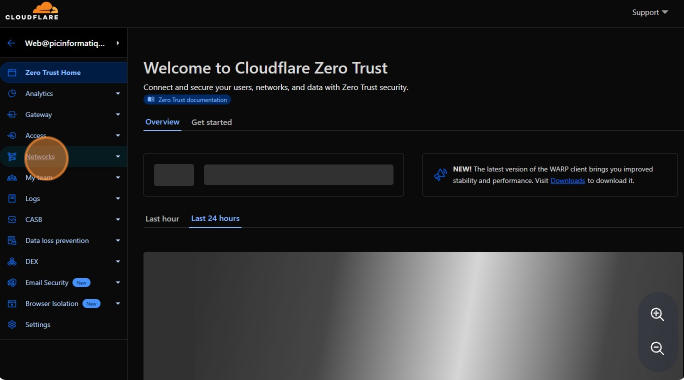 CLOUDFLARE
Support
Web@picinformatiq...
Zero Trust Home
Analytics
Gateway
Access
Networks
My team
Logs
CASB
Data loss prevention
DEX
Email Security New
Browser Isolation New
Settings
Welcome to Cloudflare Zero Trust
Connect and secure your users, networks, and data with Zero Trust security.
Zero Trust documentation
Overview Get started
NEW! The latest version of the WARP client brings you improved
stability and performance. Visit Downloads to download it.
Last hour Last 24 hours